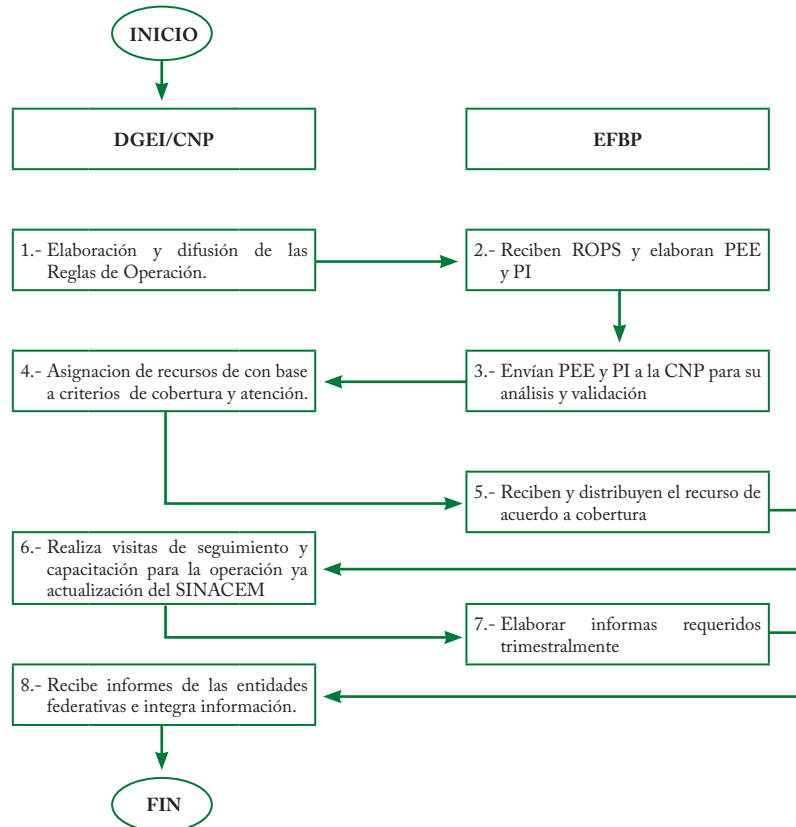 INICIO
DGEI/CNP
EFBP
1.- Elaboración y difusión de las
Reglas de Operación.
2.- Reciben ROPS y elaboran PEE
y PI
4.- Asignacion de recursos de con base
a criterios de cobertura y atención.
3.- Envían PEE y PI a la CNP para su
análisis y validación
5.- Reciben y distribuyen el recurso de
acuerdo a cobertura
6.- Realiza visitas de seguimiento y
capacitación para la operación ya
actualización del SINACEM
7.- Elaborar informas requeridos
trimestralmente
8.- Recibe informes de las entidades
federativas e integra información.
FIN